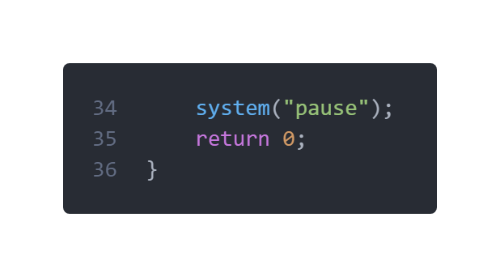 34 system("pause");
35 return 0;
36 }